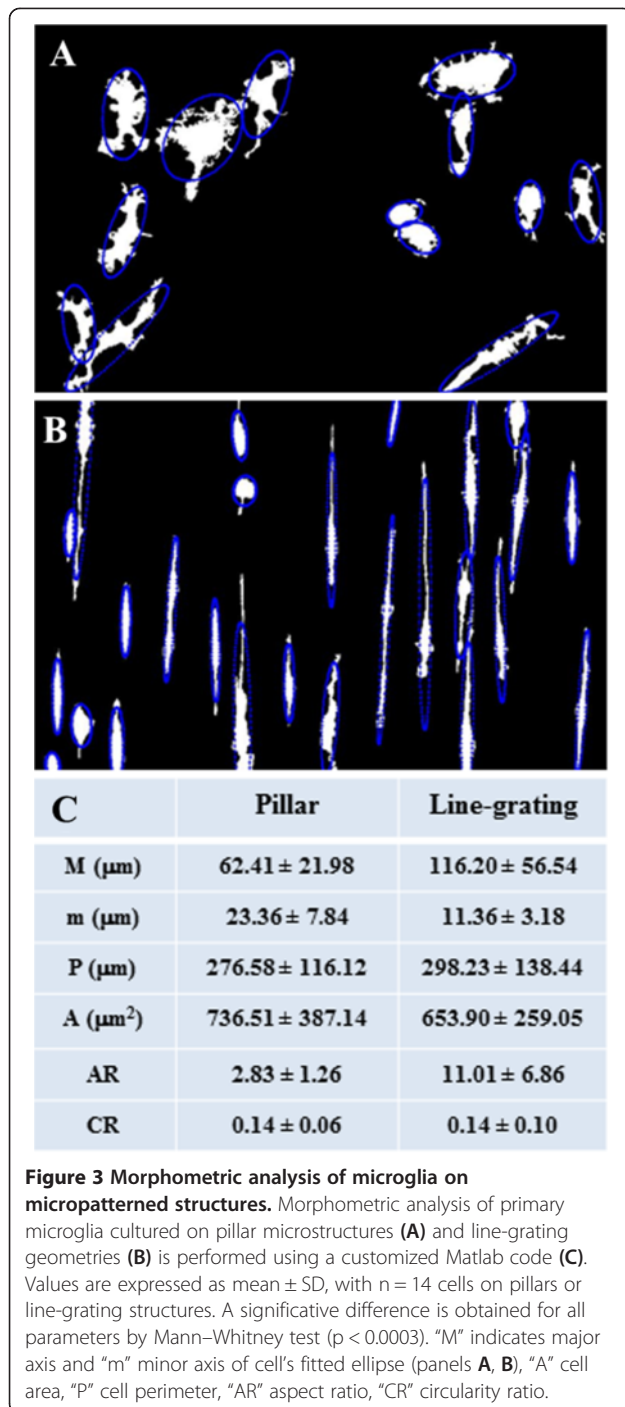 A
B
C Pillar Line-grating
M (μm) 62.41 ± 21.98 116.20 ± 56.54
m (μm) 23.36 ± 7.84 11.36 ± 3.18
P (μm) 276.58 ± 116.12 298.23 ± 138.44
A (μm²) 736.51 ± 387.14 653.90 ± 259.05
AR 2.83 ± 1.26 11.01 ± 6.86
CR 0.14 ± 0.06 0.14 ± 0.10
Figure 3 Morphometric analysis of microglia on
micropatterned structures. Morphometric analysis of primary
microglia cultured on pillar microstructures (A) and line-grating
geometries (B) is performed using a customized Matlab code (C).
Values are expressed as mean ± SD, with n = 14 cells on pillars or
line-grating structures. A significative difference is obtained for all
parameters by Mann–Whitney test (p < 0.0003). “M” indicates major
axis and “m” minor axis of cell’s fitted ellipse (panels A, B), “A” cell
area, “P” cell perimeter, “AR” aspect ratio, “CR” circularity ratio.